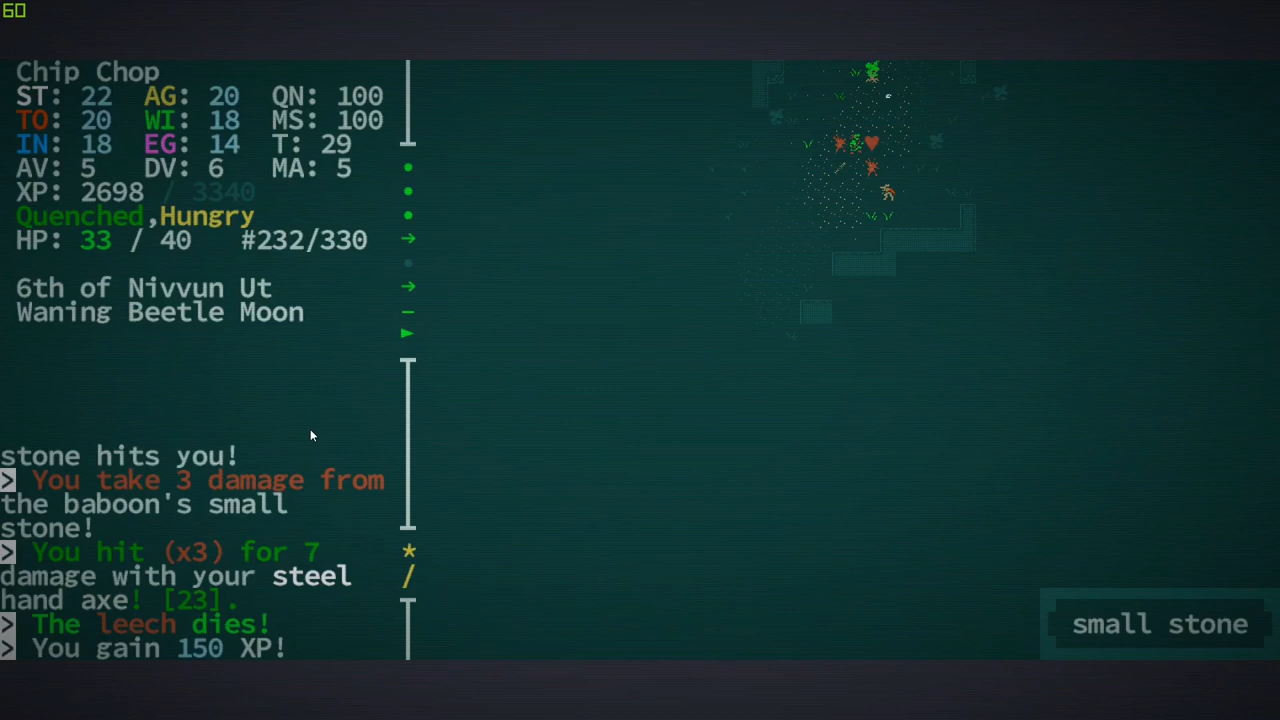 60
Chip Chop
ST: 22 AG: 20 QN: 100
TO: 20 WI: 18 MS: 100
IN: 18 EG: 14 T: 29
AV: 5 DV: 6 MA: 5
XP: 2698 / 3340
Quenched,Hungry
HP: 33 / 40 #232/330
6th of Nivvun Ut
Waning Beetle Moon
stone hits you!
> You take 3 damage from
the baboon's small
stone!
> You hit (x3) for 7
damage with your steel
hand axe! [23].
> The leech dies!
> You gain 150 XP!
small stone